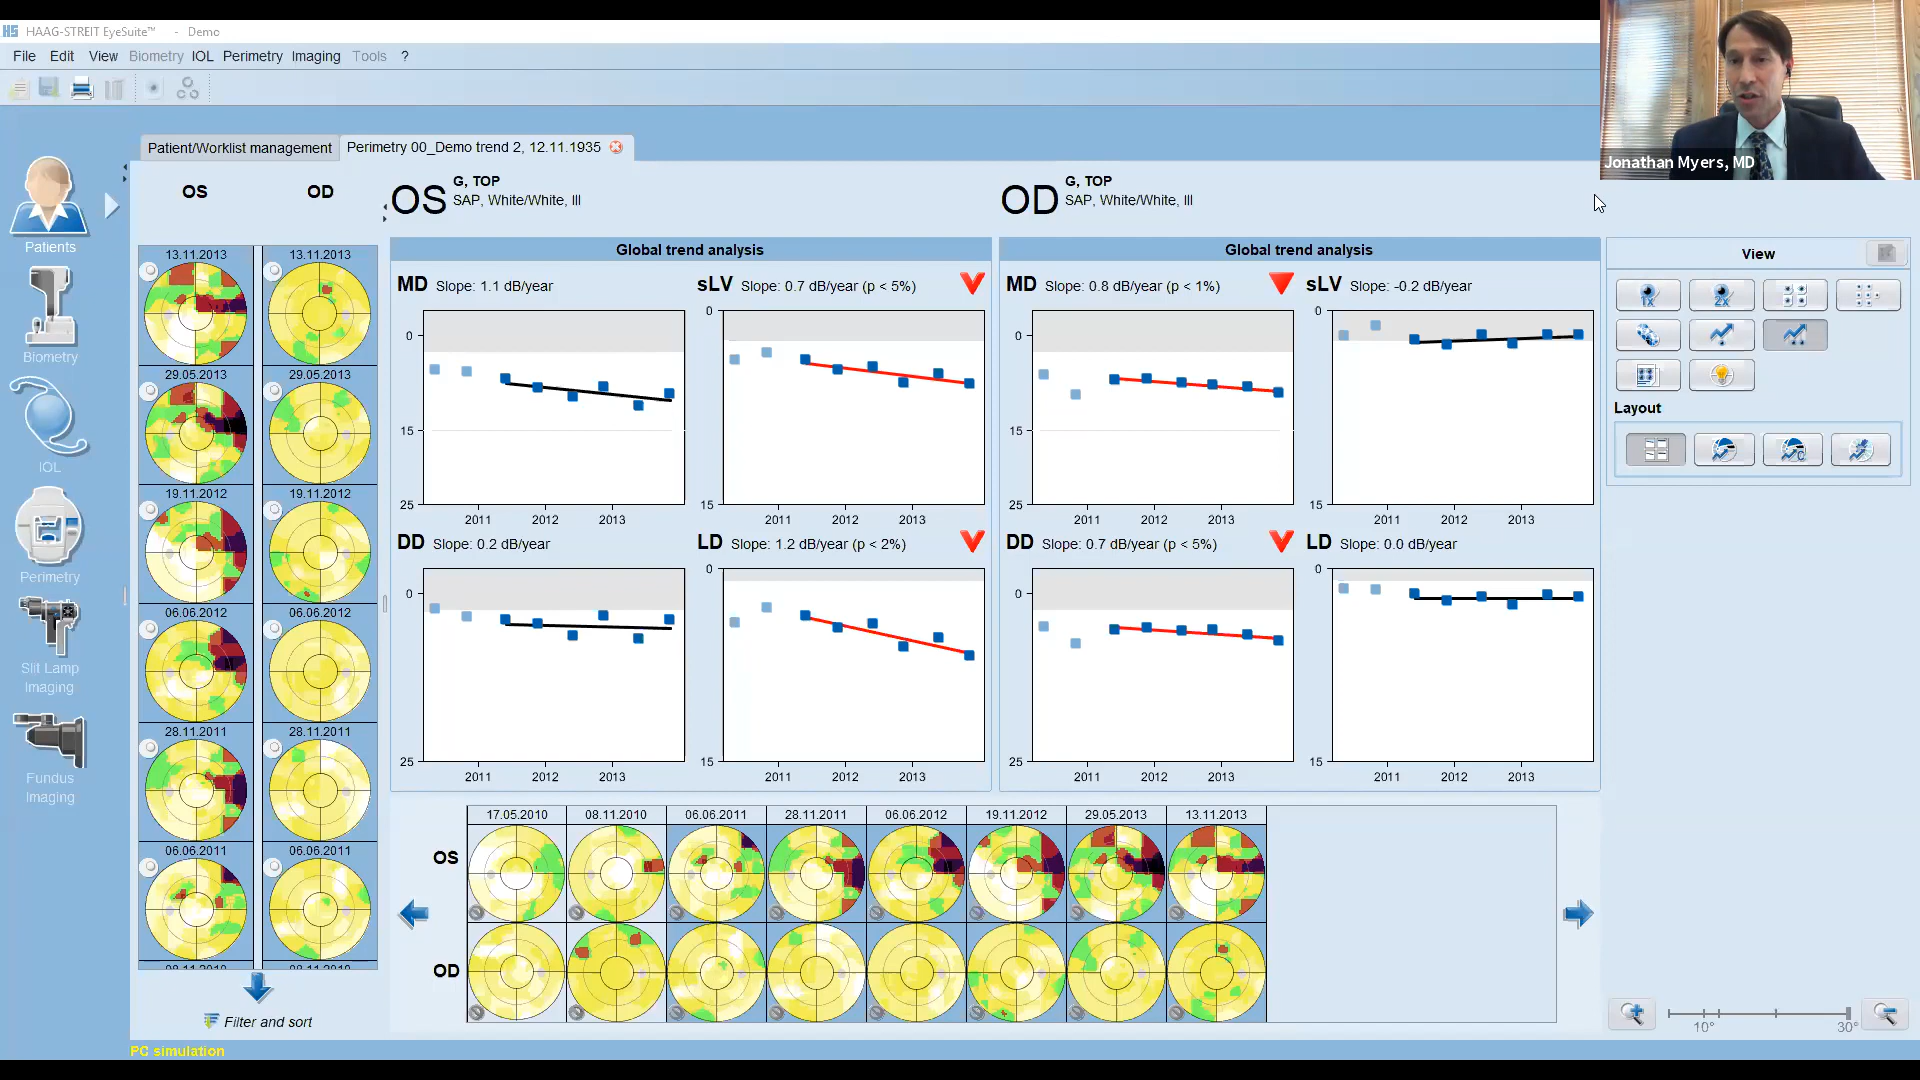 HAAG-STREIT EyeSuite™ - Demo
File Edit View Biometry IOL Perimetry Imaging Tools ?
Jonathan Myers, MD
Patient/Worklist management
Perimetry 00_Demo trend 2, 12.11.1935
Patients
Biometry
IOL
Perimetry
Slit Lamp
Imaging
Fundus
Imaging
OS OD
13.11.2013 13.11.2013
29.05.2013 29.05.2013
19.11.2012 19.11.2012
06.06.2012 06.06.2012
28.11.2011 28.11.2011
06.06.2011 06.06.2011
08.11.2010 08.11.2010
Filter and sort
PC simulation
OS G, TOP
SAP, White/White, III
Global trend analysis
MD Slope: 1.1 dB/year
0
15
25
2011 2012 2013
sLV Slope: 0.7 dB/year (p < 5%)
0
15
2011 2012 2013
DD Slope: 0.2 dB/year
0
25
2011 2012 2013
LD Slope: 1.2 dB/year (p < 2%)
0
15
2011 2012 2013
OD G, TOP
SAP, White/White, III
Global trend analysis
MD Slope: 0.8 dB/year (p < 1%)
0
15
25
2011 2012 2013
sLV Slope: -0.2 dB/year
0
15
2011 2012 2013
DD Slope: 0.7 dB/year (p < 5%)
0
25
2011 2012 2013
LD Slope: 0.0 dB/year
0
15
2011 2012 2013
17.05.2010 08.11.2010 06.06.2011 28.11.2011 06.06.2012 19.11.2012 29.05.2013 13.11.2013
OS
OD
View
1X 2X
Layout
10° 30°